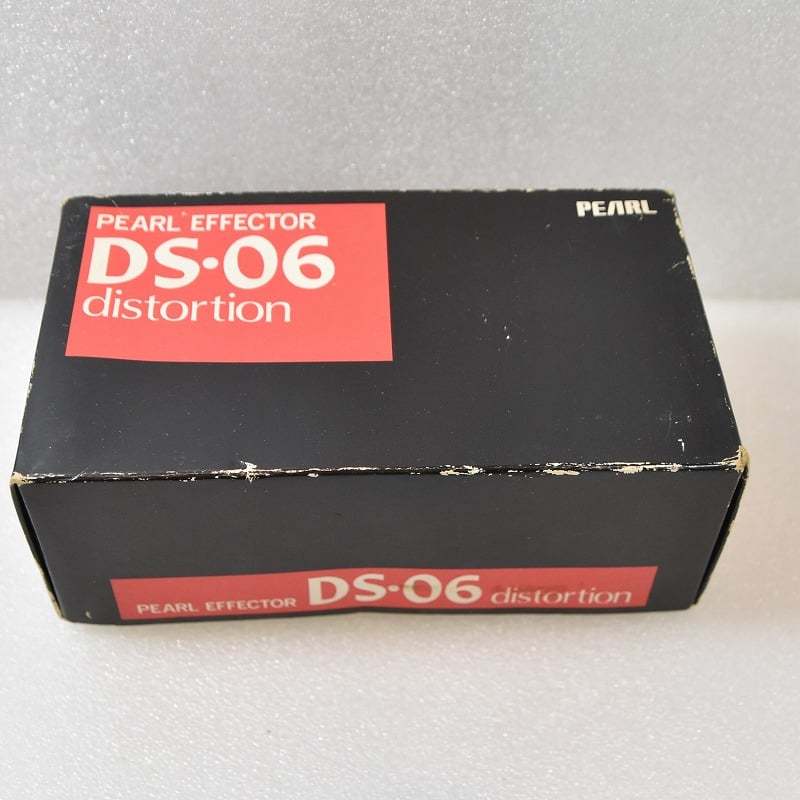 PEARL EFFECTOR
DS·06
distortion
PEARL
PEARL EFFECTOR DS·06 distortion